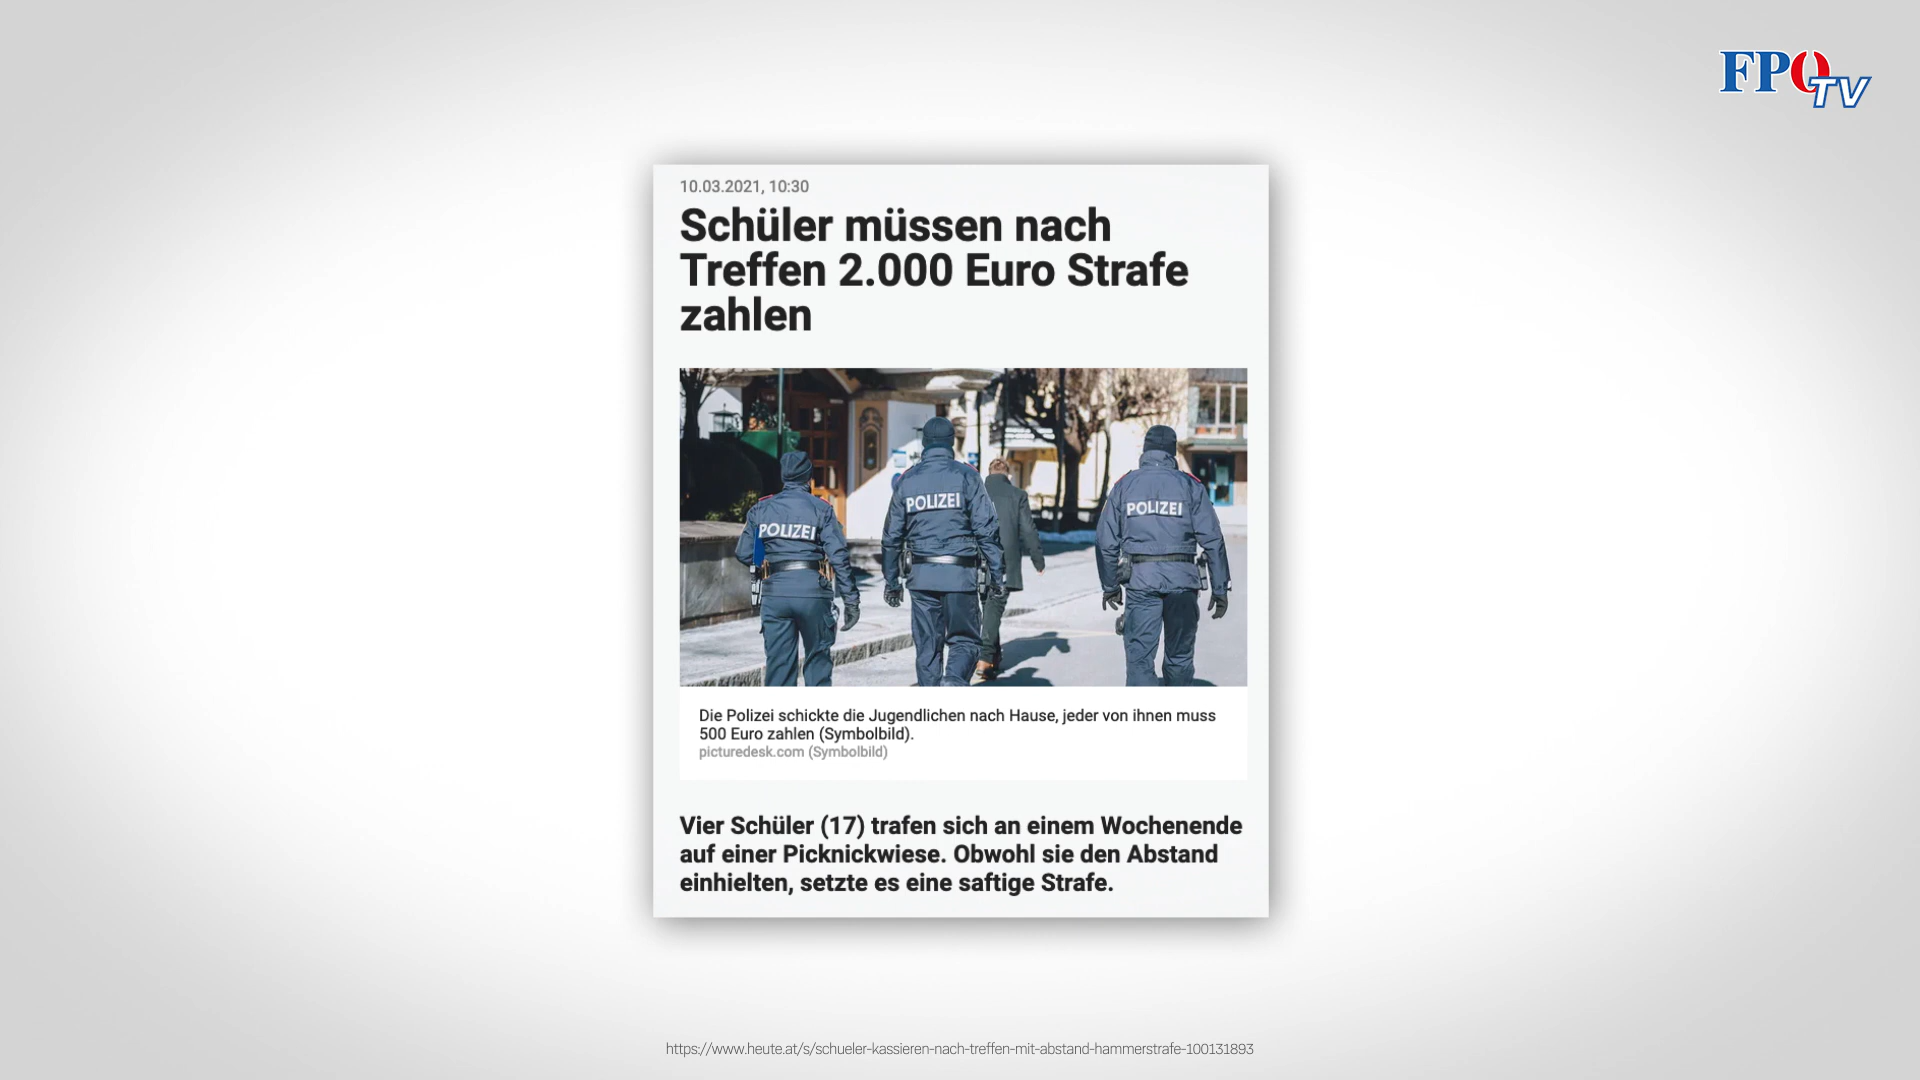 FPÖ TV
10.03.2021, 10:30
Schüler müssen nach
Treffen 2.000 Euro Strafe
zahlen
POLIZEI
POLIZEI
POLIZEI
Die Polizei schickte die Jugendlichen nach Hause, jeder von ihnen muss
500 Euro zahlen (Symbolbild).
picturedesk.com (Symbolbild)
Vier Schüler (17) trafen sich an einem Wochenende
auf einer Picknickwiese. Obwohl sie den Abstand
einhielten, setzte es eine saftige Strafe.
https://www.heute.at/s/schueler-kassieren-nach-treffen-mit-abstand-hammerstrafe-100131893